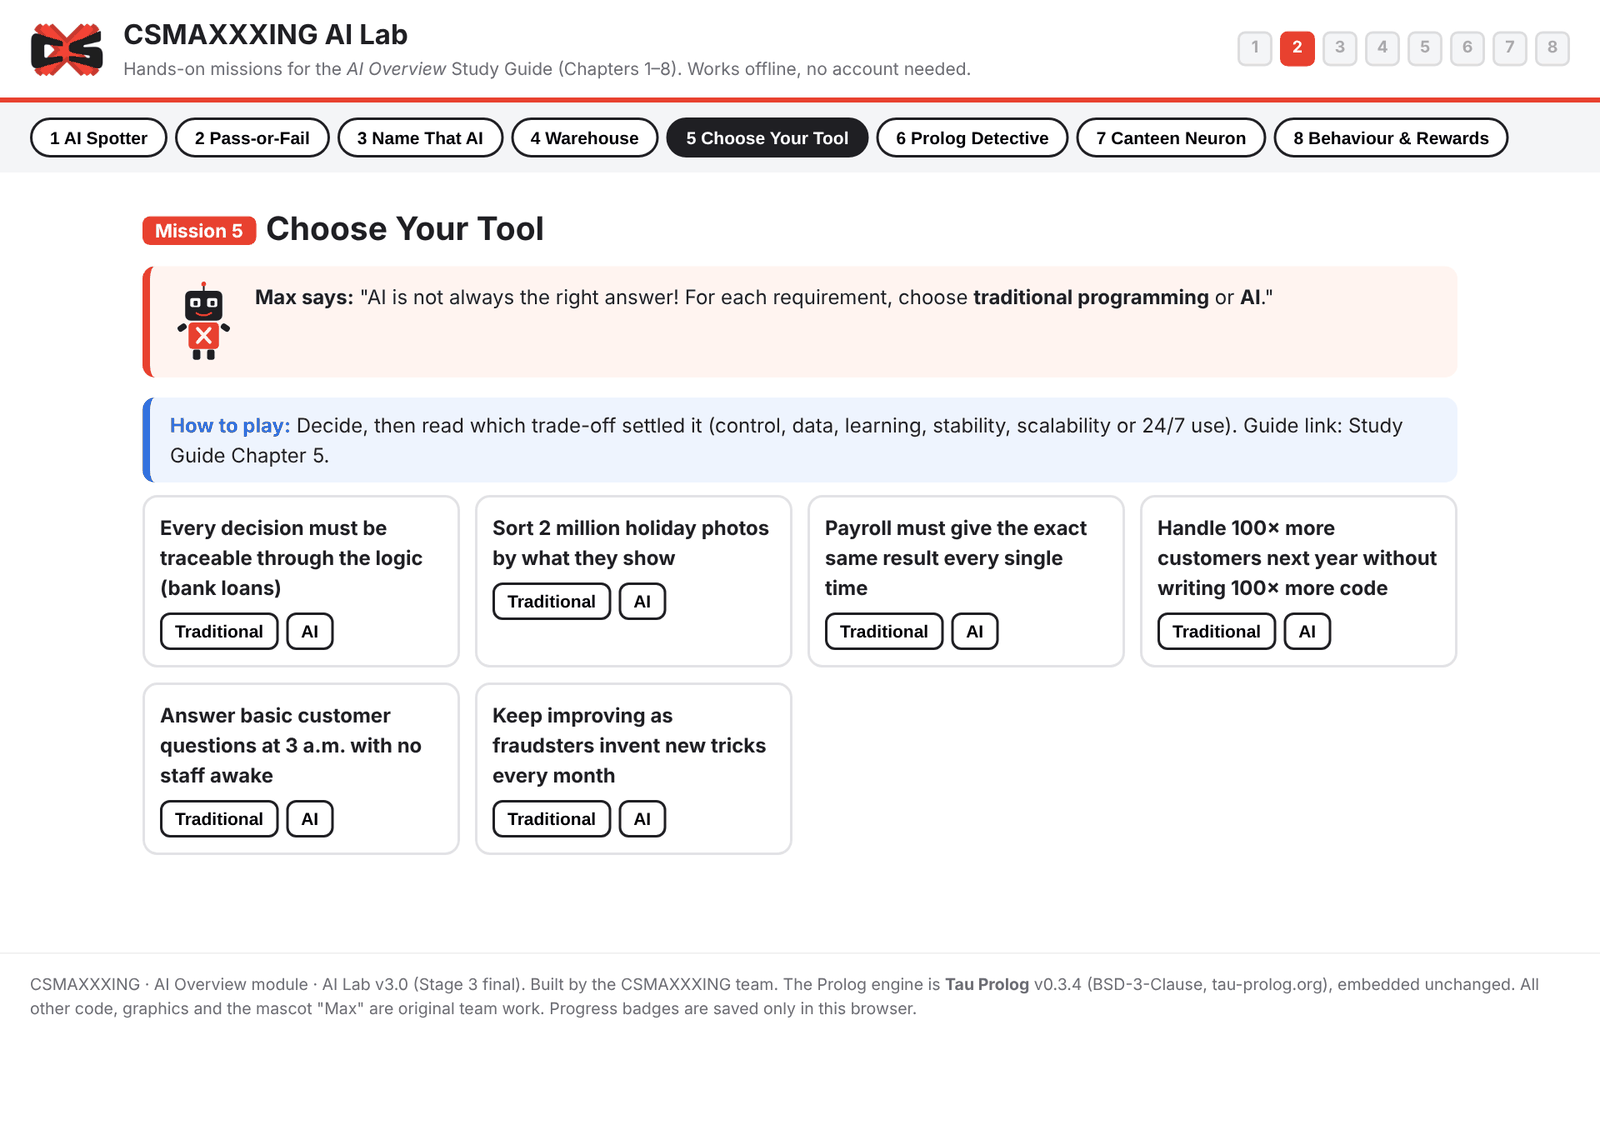 CS
CSMAXXXING AI Lab
Hands-on missions for the AI Overview Study Guide (Chapters 1–8). Works offline, no account needed.
1 2 3 4 5 6 7 8
1 AI Spotter
2 Pass-or-Fail
3 Name That AI
4 Warehouse
5 Choose Your Tool
6 Prolog Detective
7 Canteen Neuron
8 Behaviour & Rewards
Mission 5 Choose Your Tool
X
Max says: "AI is not always the right answer! For each requirement, choose traditional programming or AI."
How to play: Decide, then read which trade-off settled it (control, data, learning, stability, scalability or 24/7 use). Guide link: Study
Guide Chapter 5.
Every decision must be
traceable through the logic
(bank loans)
Traditional AI
Sort 2 million holiday photos
by what they show
Traditional AI
Payroll must give the exact
same result every single
time
Traditional AI
Handle 100× more
customers next year without
writing 100× more code
Traditional AI
Answer basic customer
questions at 3 a.m. with no
staff awake
Traditional AI
Keep improving as
fraudsters invent new tricks
every month
Traditional AI
CSMAXXXING · AI Overview module · AI Lab v3.0 (Stage 3 final). Built by the CSMAXXXING team. The Prolog engine is Tau Prolog v0.3.4 (BSD-3-Clause, tau-prolog.org), embedded unchanged. All
other code, graphics and the mascot "Max" are original team work. Progress badges are saved only in this browser.